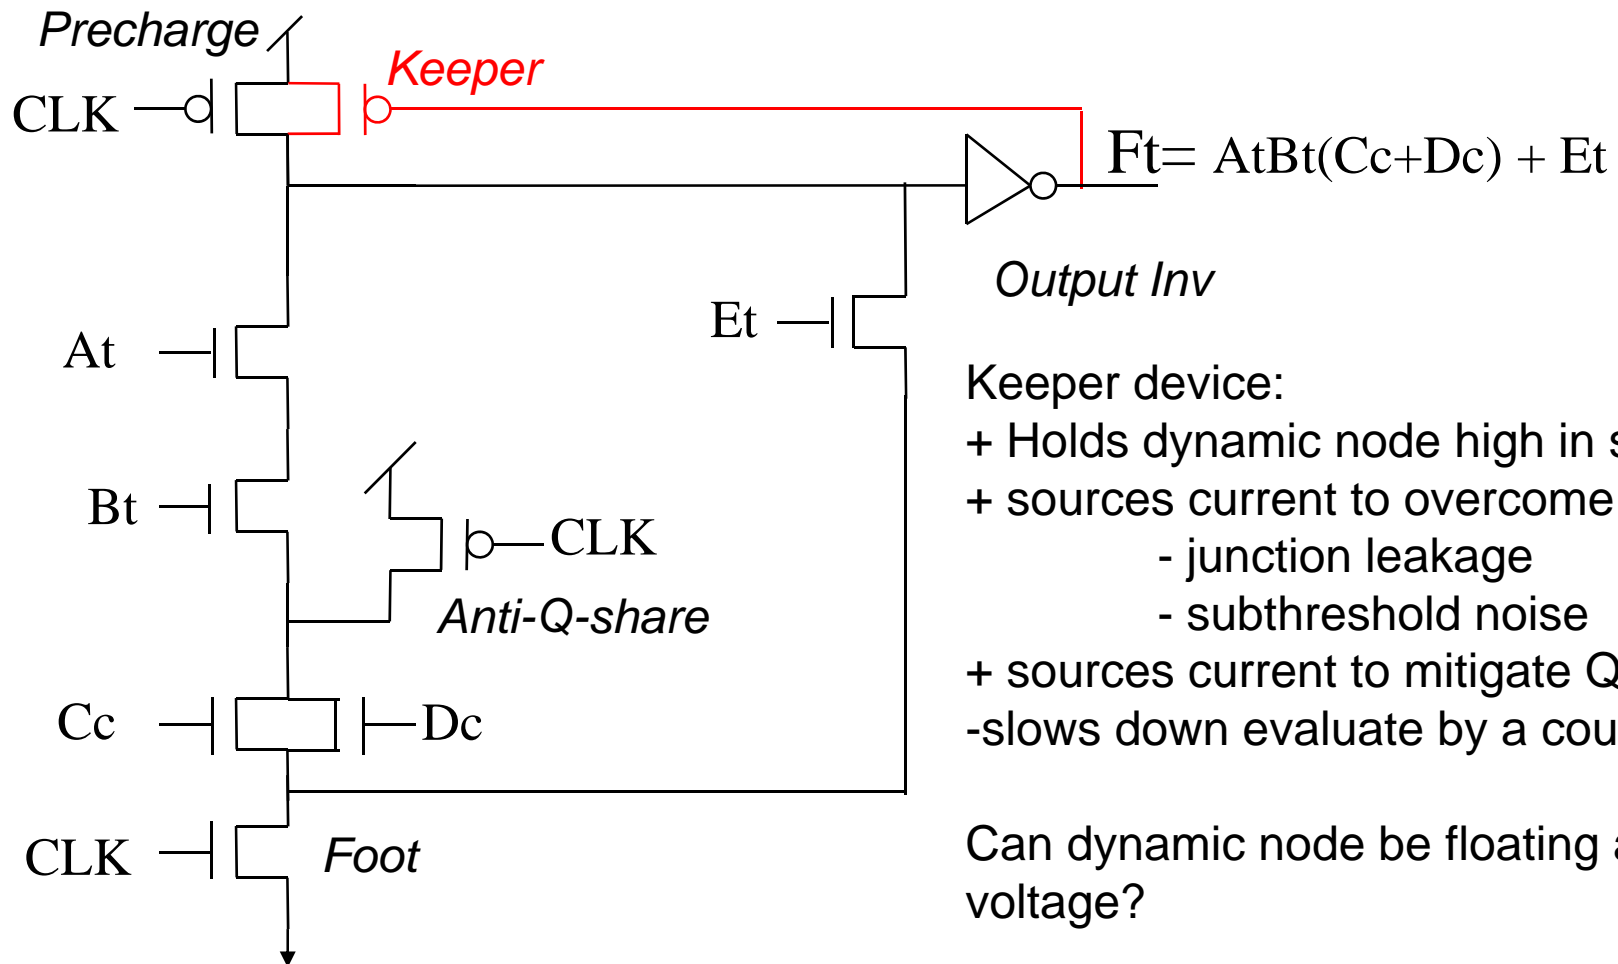 Precharge
Keeper
CLK
Ft= AtBt(Cc+Dc) + Et
Output Inv
Et
At
Keeper device:
+ Holds dynamic node high in
Bt
+ sources current to overcome
CLK
- junction leakage
Anti-Q-share
- subthreshold noise
+ sources current to mitigate Q
Cc
Dc
-slows down evaluate by a
CLK
Foot
Can dynamic node be floating
voltage?